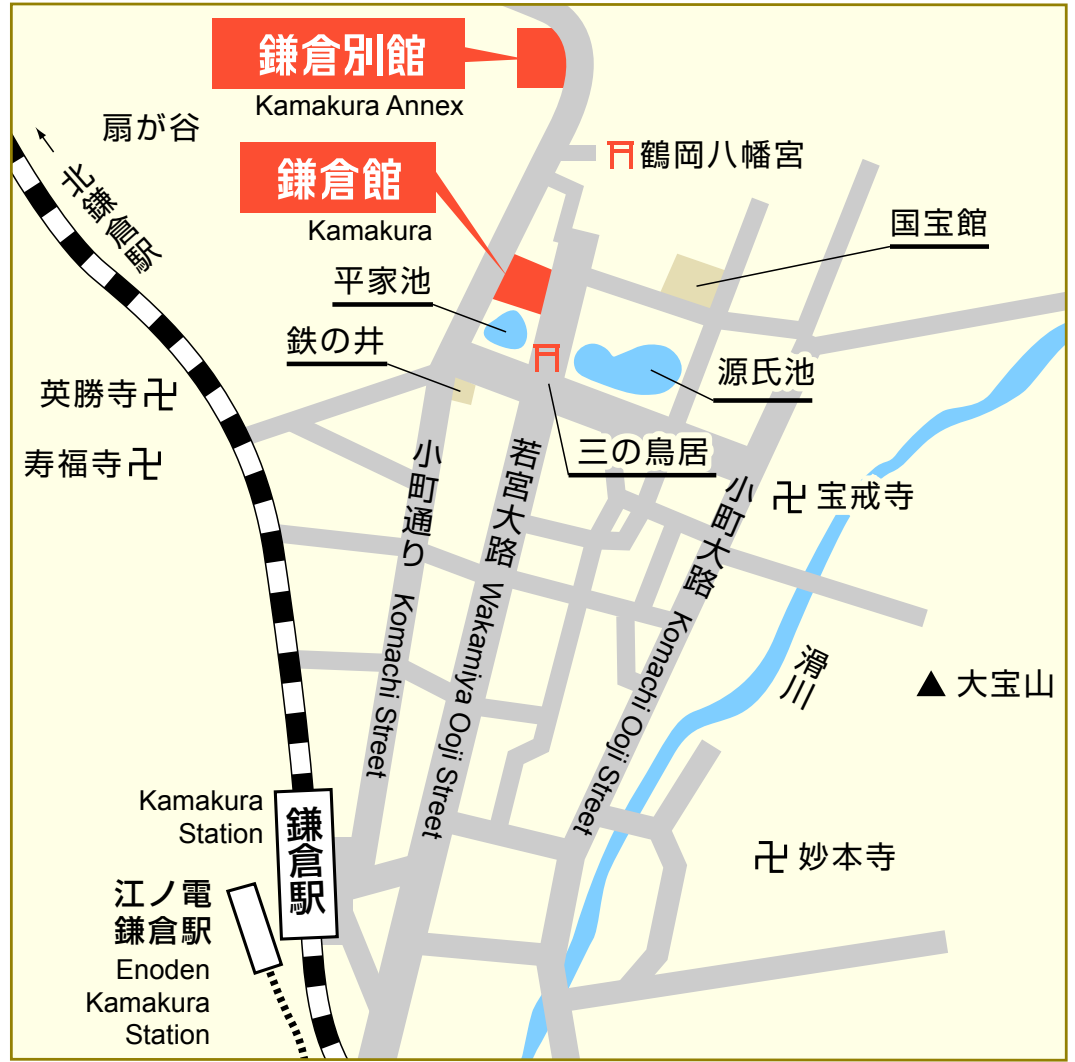 鎌倉別館
Kamakura Annex
扇が谷
鶴岡八幡宮
北鎌倉駅
鎌倉館
Kamakura
国宝館
平家池
鉄の井
源氏池
英勝寺
寿福寺
三の鳥居
宝戒寺
小町通り Komachi Street
若宮大路 Wakamiya Ooji Street
小町大路 Komachi Ooji Street
滑川
大宝山
Kamakura
Station
鎌倉駅
妙本寺
江ノ電
鎌倉駅
Enoden
Kamakura
Station